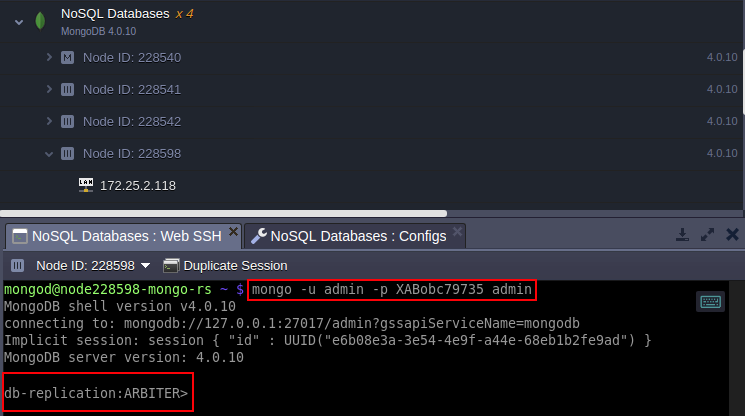 NoSQL Databases x 4
MongoDB 4.0.10
M Node ID: 228540 4.0.10
Node ID: 228541 4.0.10
Node ID: 228542 4.0.10
Node ID: 228598 4.0.10
LAN 172.25.2.118
NoSQL Databases : Web SSH NoSQL Databases : Configs
Node ID: 228598 Duplicate Session
mongod@node228598-mongo-rs ~ $ mongo -u admin -p XABobc79735 admin
MongoDB shell version v4.0.10
connecting to: mongodb://127.0.0.1:27017/admin?gssapiServiceName=mongodb
Implicit session: session { "id" : UUID("e6b08e3a-3e54-4e9f-a44e-68eb1b2fe9ad") }
MongoDB server version: 4.0.10
db-replication:ARBITER>